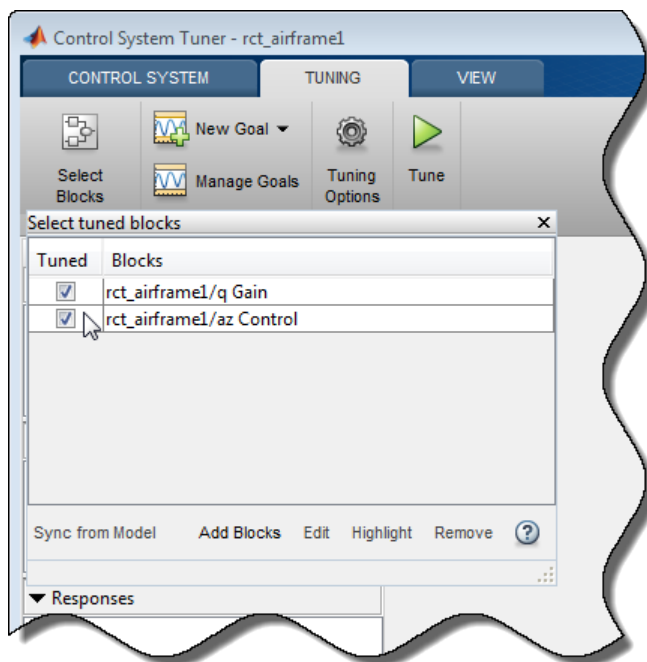 Control System Tuner - rct_airframe1
CONTROL SYSTEM TUNING VIEW
New Goal
Select Blocks
Manage Goals
Tuning Options
Tune
Select tuned blocks x
Tuned Blocks
rct_airframe1/q Gain
rct_airframe1/az Control
Sync from Model Add Blocks Edit Highlight Remove ?
Responses